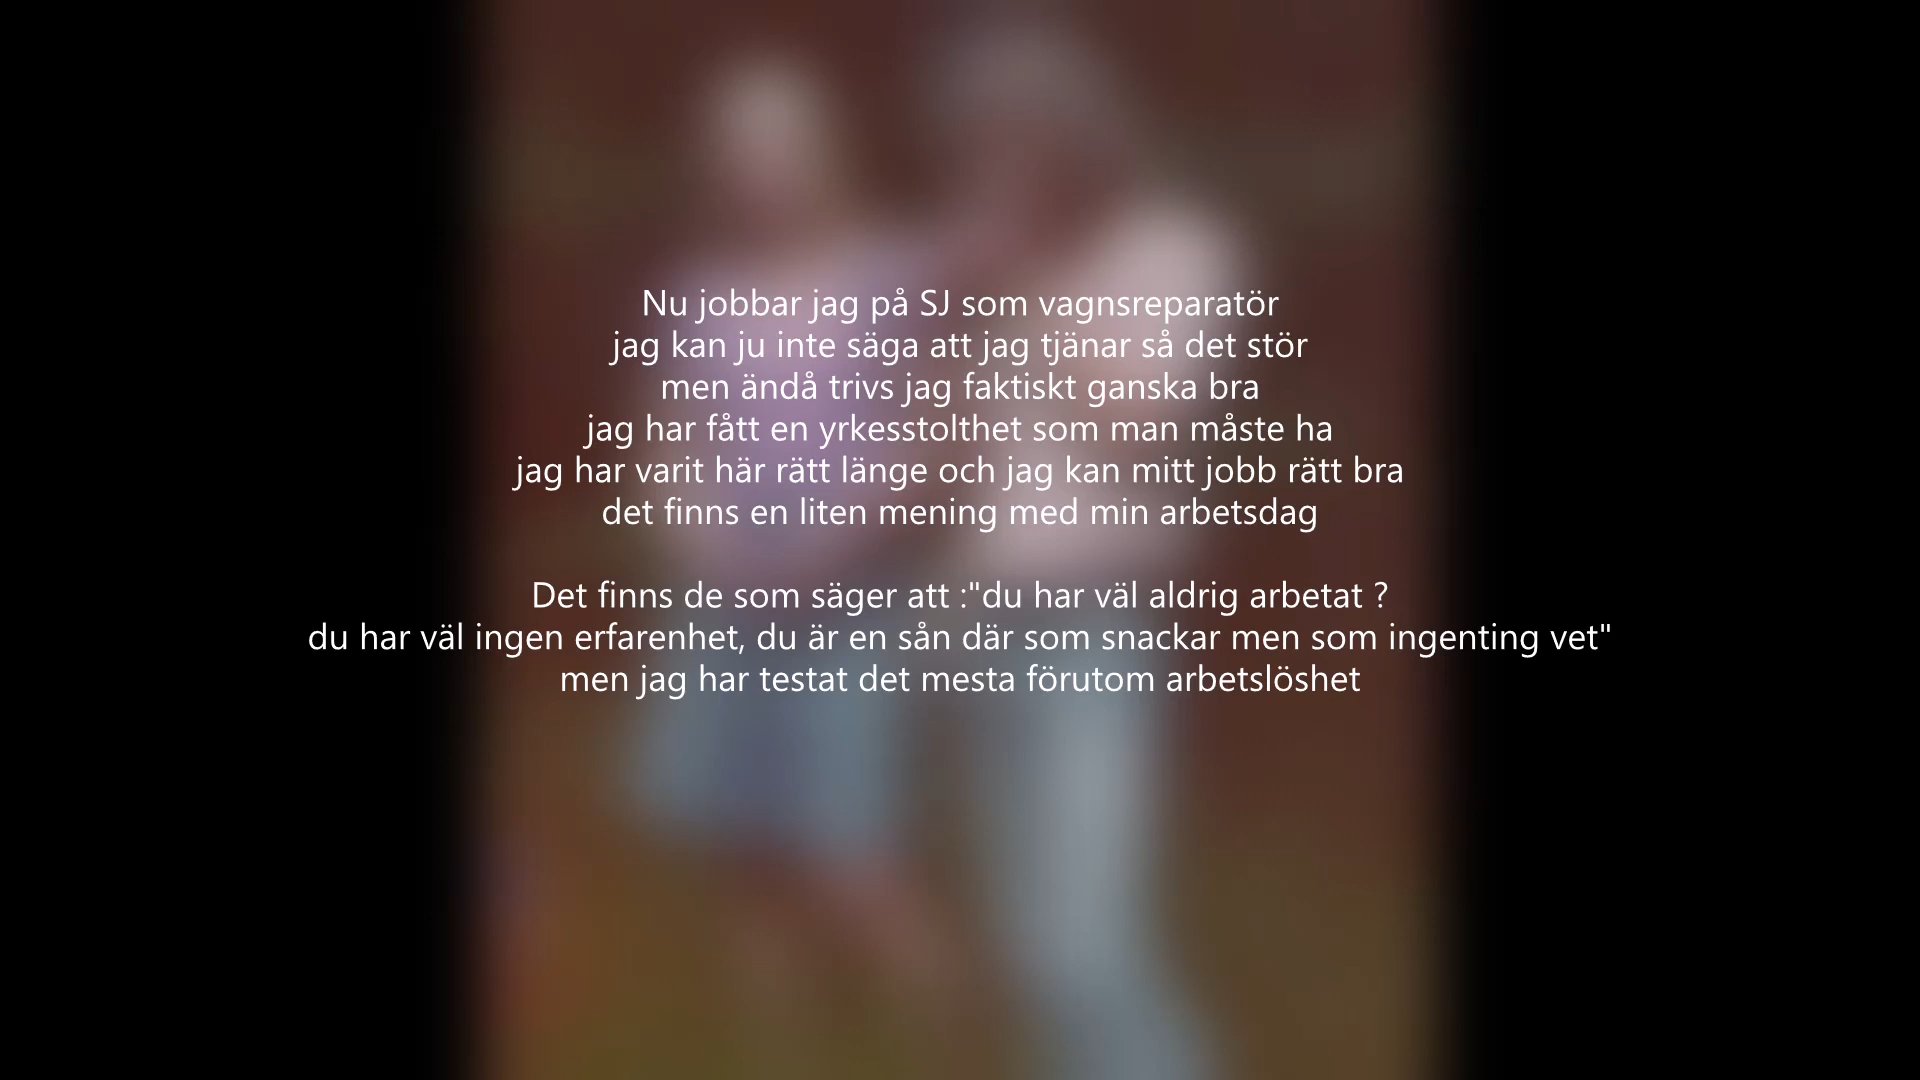 Nu jobbar jag på SJ som vagnsreparatör
jag kan ju inte säga att jag tjänar så det stör
men ändå trivs jag faktiskt ganska bra
jag har fått en yrkesstolthet som man måste ha
jag har varit här rätt länge och jag kan mitt jobb rätt bra
det finns en liten mening med min arbetsdag
Det finns de som säger att :"du har väl aldrig arbetat ?
du har väl ingen erfarenhet, du är en sån där som snackar men som ingenting vet"
men jag har testat det mesta förutom arbetslöshet